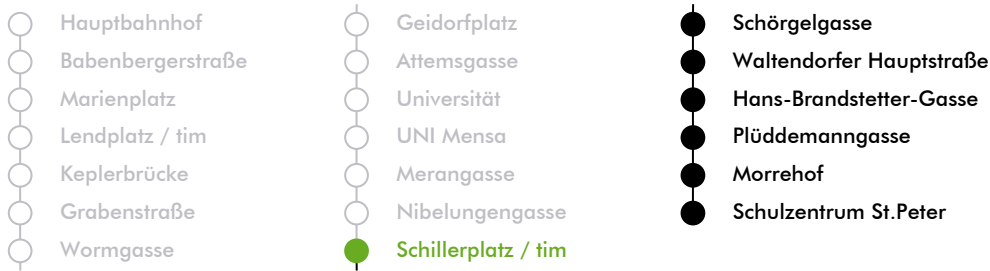 Hauptbahnhof
Babenbergerstraße
Marienplatz
Lendplatz / tim
Keplerbrücke
Grabenstraße
Wormgasse
Geidorfplatz
Attemsgasse
Universität
UNI Mensa
Merangasse
Nibelungengasse
Schillerplatz / tim
Schörgelgasse
Waltendorfer Hauptstraße
Hans-Brandstetter-Gasse
Plüddemanngasse
Morrehof
Schulzentrum St.Peter